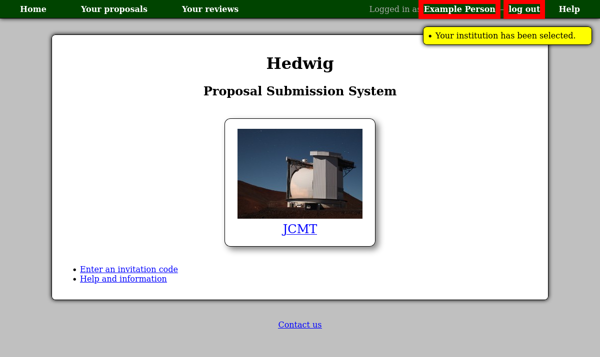 Home Your proposals Your reviews Logged in as Example Person – log out Help
• Your institution has been selected.
Hedwig
Proposal Submission System
JCMT
• Enter an invitation code
• Help and information
Contact us